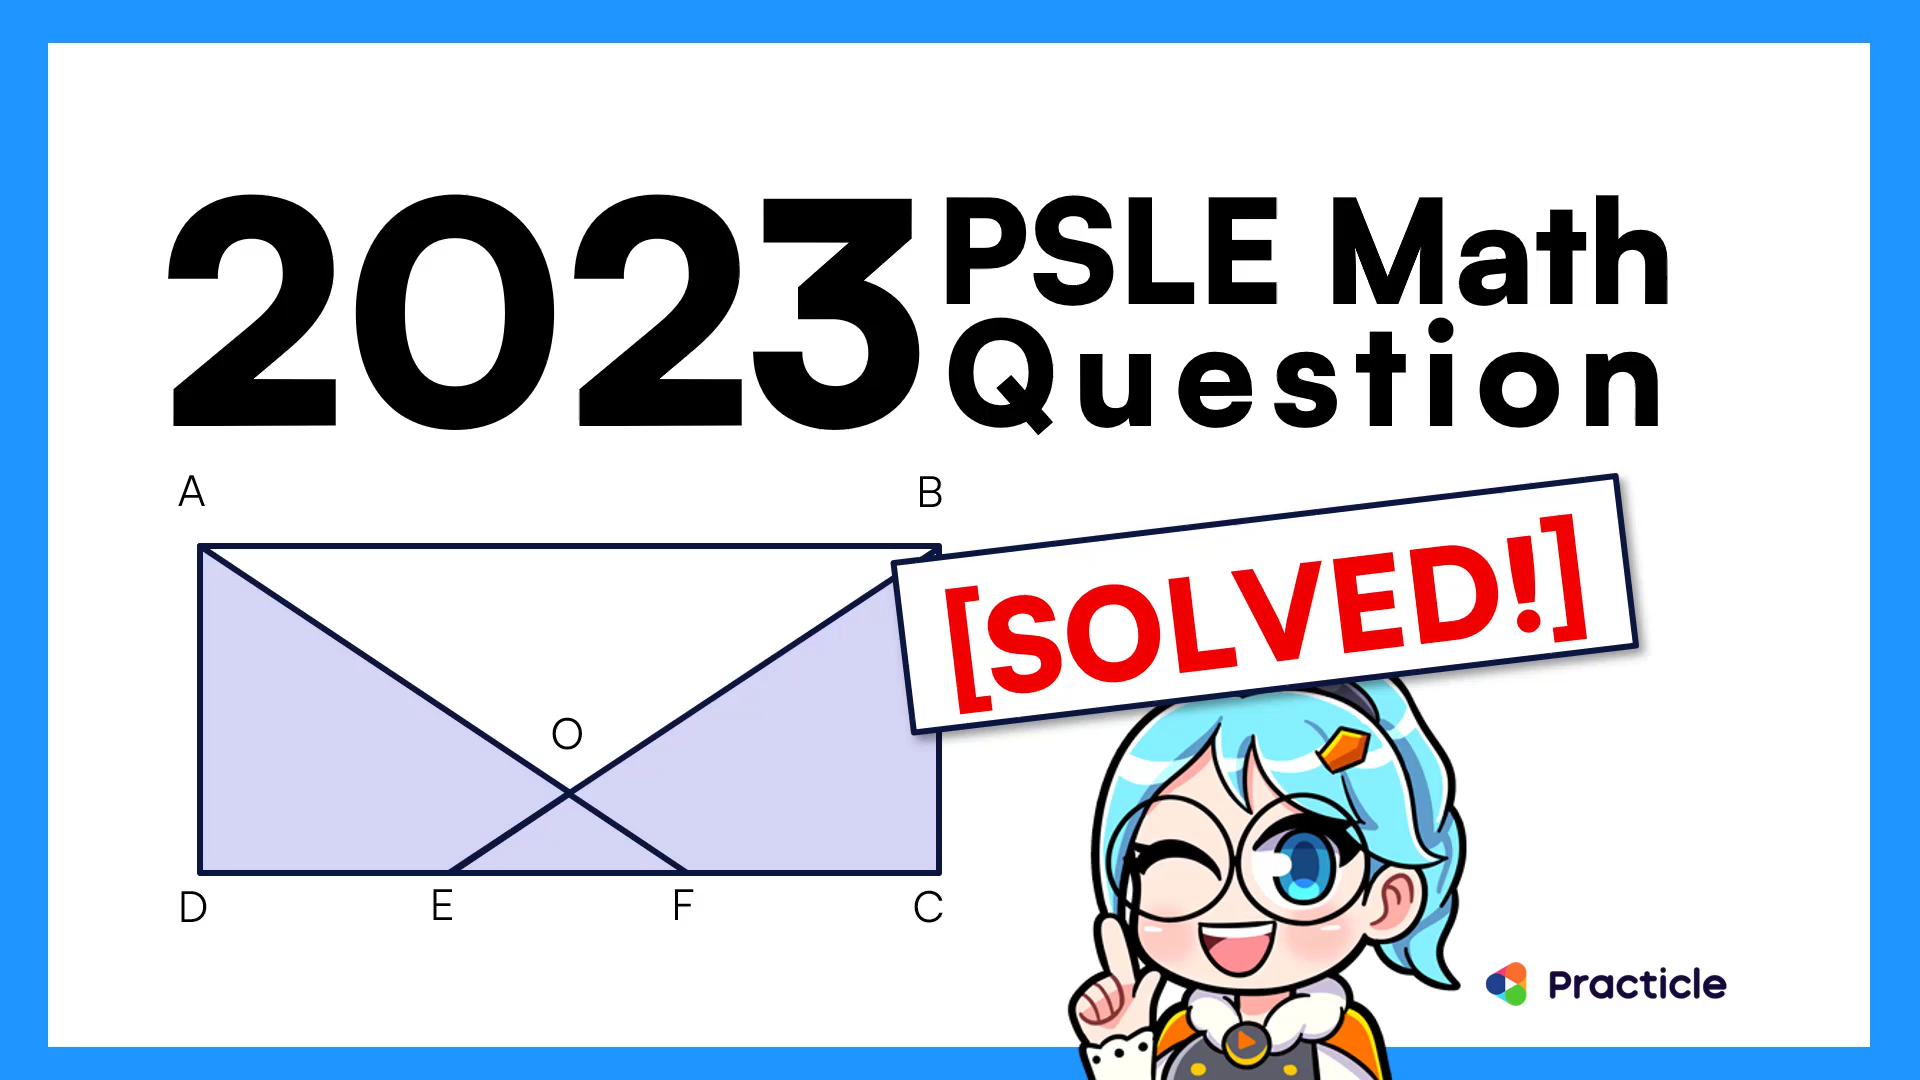 2023 PSLE Math
Question
A B
[SOLVED!]
O
D E F C
Practicle